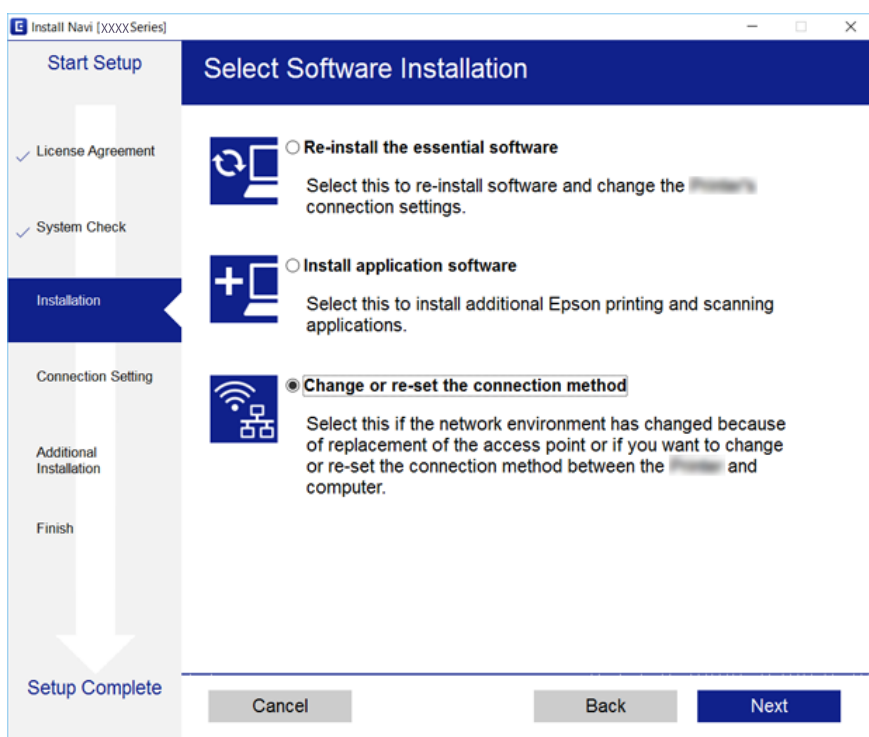 Install Navi [XXXXSeries]
Start Setup
License Agreement
System Check
Installation
Connection Setting
Additional
Installation
Finish
Setup Complete
Select Software Installation
Re-install the essential software
Select this to re-install software and change the
connection settings.
Install application software
Select this to install additional Epson printing and scanning
applications.
Change or re-set the connection method
Select this if the network environment has changed because
of replacement of the access point or if you want to change
or re-set the connection method between the and
computer.
Cancel
Back
Next